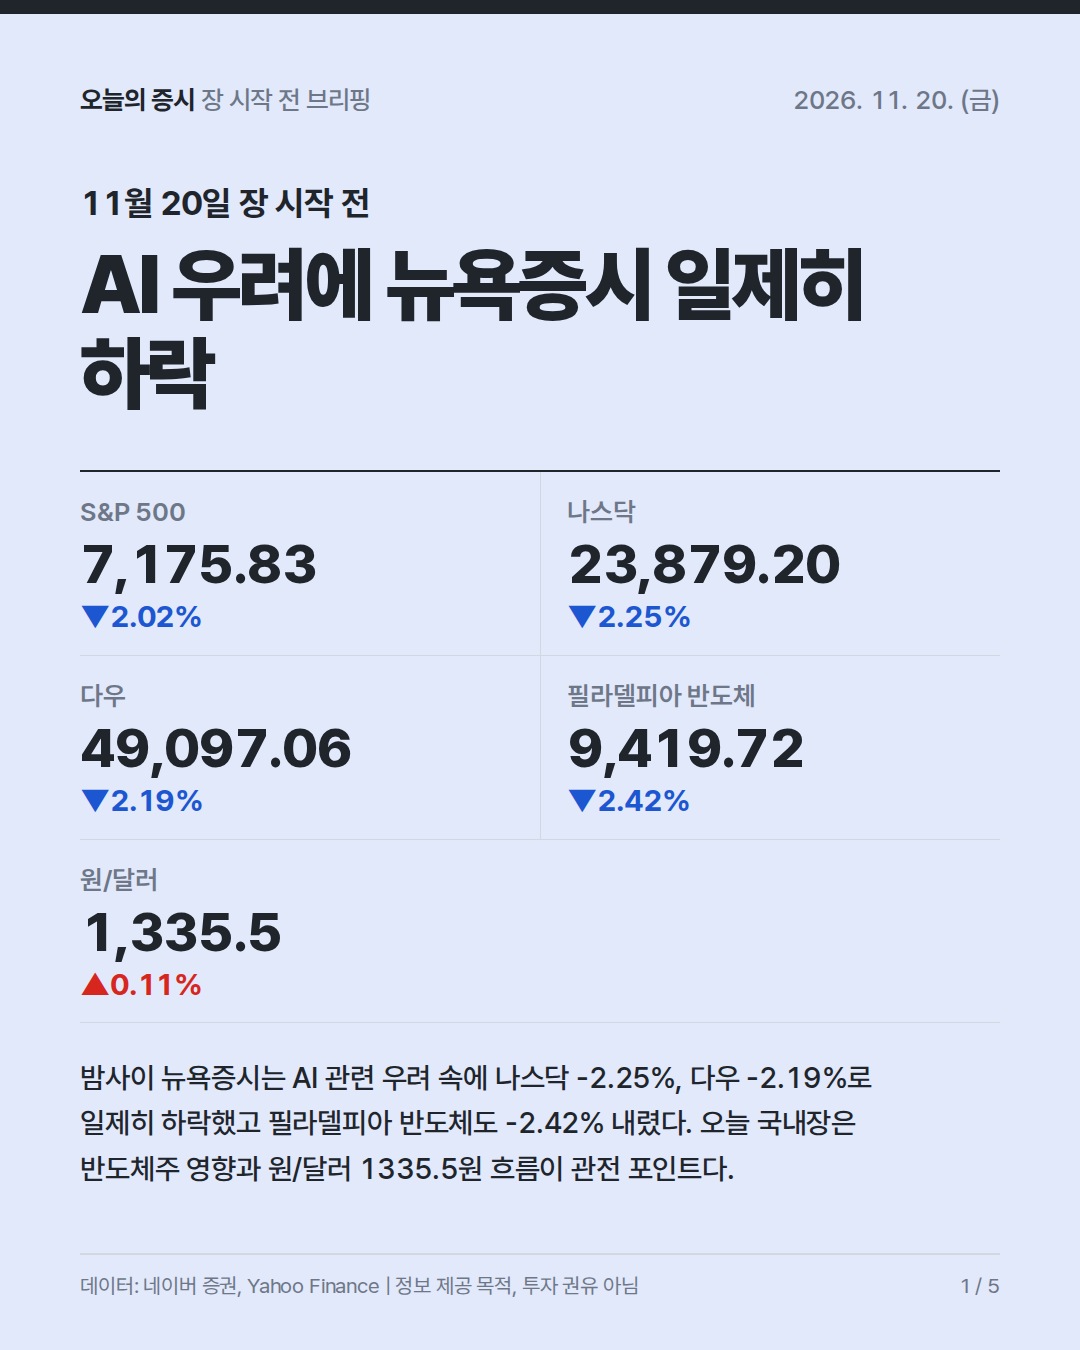 오늘의 증시 장 시작 전 브리핑
2026. 11. 20. (금)
11월 20일 장 시작 전
AI 우려에 뉴욕증시 일제히
하락
S&P 500
7,175.83
▼2.02%
나스닥
23,879.20
▼2.25%
다우
49,097.06
▼2.19%
필라델피아 반도체
9,419.72
▼2.42%
원/달러
1,335.5
▲0.11%
밤사이 뉴욕증시는 AI 관련 우려 속에 나스닥 -2.25%, 다우 -2.19%로
일제히 하락했고 필라델피아 반도체도 -2.42% 내렸다. 오늘 국내장은
반도체주 영향과 원/달러 1335.5원 흐름이 관전 포인트다.
데이터: 네이버 증권, Yahoo Finance | 정보 제공 목적, 투자 권유 아님
1 / 5